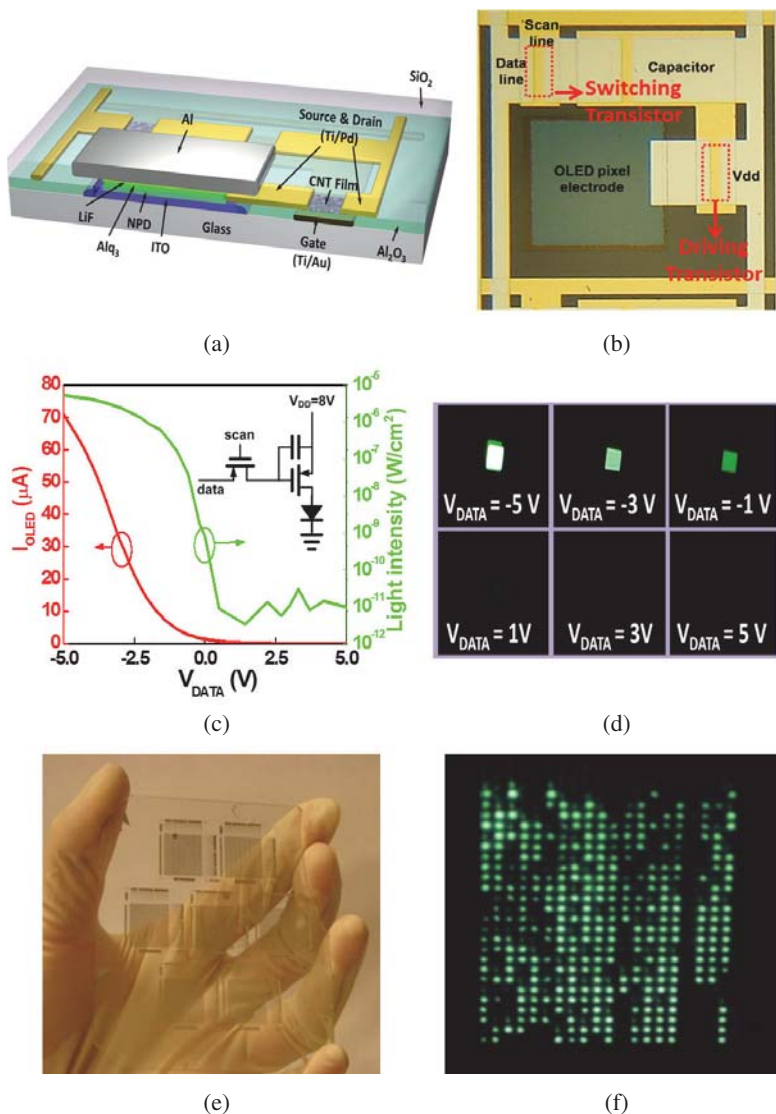 SiO2
Al
Source & Drain
(Ti/Pd)
CNT Film
LiF
NPD
Glass
Alq3
ITO
Gate
(Ti/Au)
Al2O3
(a)
Scan
line
Data
line
Capacitor
Switching
Transistor
OLED pixel
electrode
Vdd
Driving
Transistor
(b)
80
70
60
50
40
30
20
10
0
IOLED (μA)
-5.0
-2.5
0.0
2.5
5.0
VDATA (V)
10-5
10-6
10-7
10-8
10-9
10-10
10-11
10-12
Light intensity (W/cm2)
VDD=8V
scan
data
(c)
VDATA = -5 V
VDATA = -3 V
VDATA = -1 V
VDATA = 1V
VDATA = 3V
VDATA = 5 V
(d)
(e)
(f)